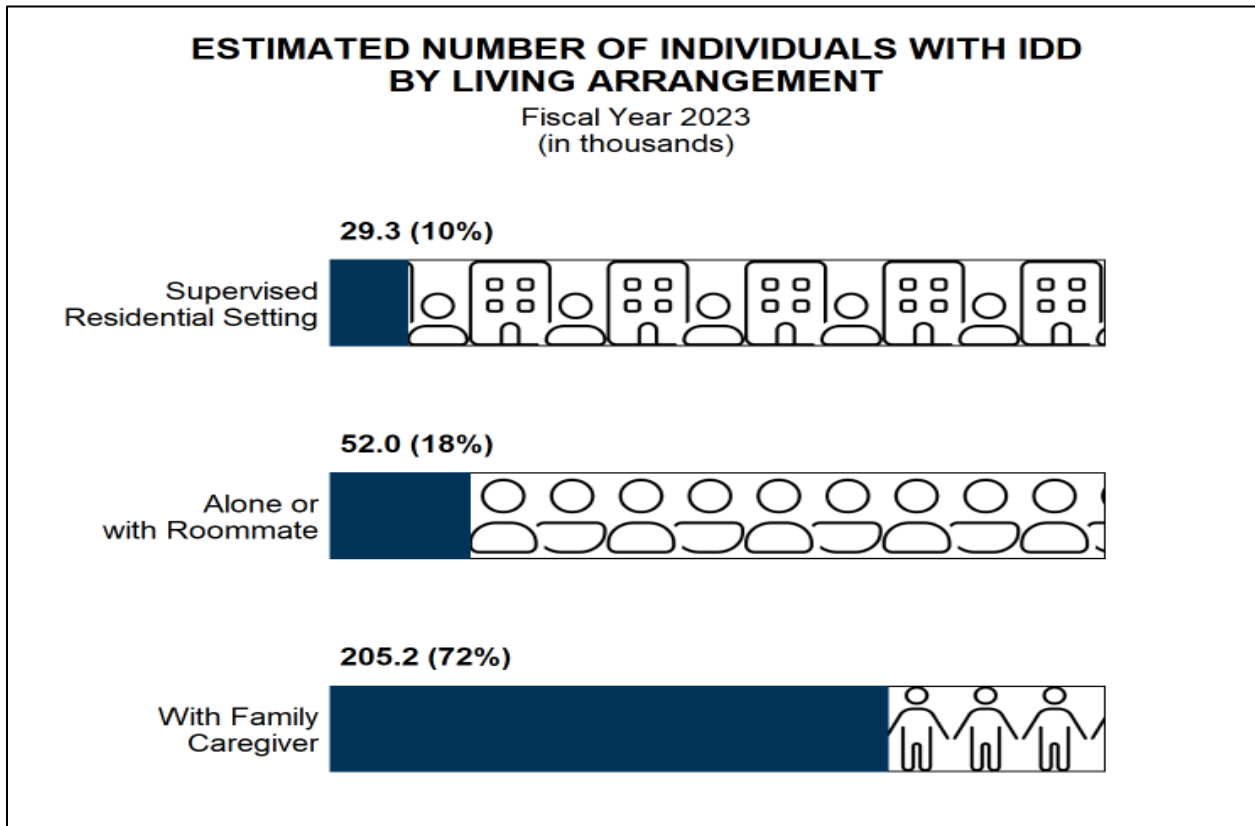 ESTIMATED NUMBER OF INDIVIDUALS WITH IDD
BY LIVING ARRANGEMENT
Fiscal Year 2023
(in thousands)
29.3 (10%)
Supervised
Residential Setting
52.0 (18%)
Alone or
with Roommate
205.2 (72%)
With Family
Caregiver